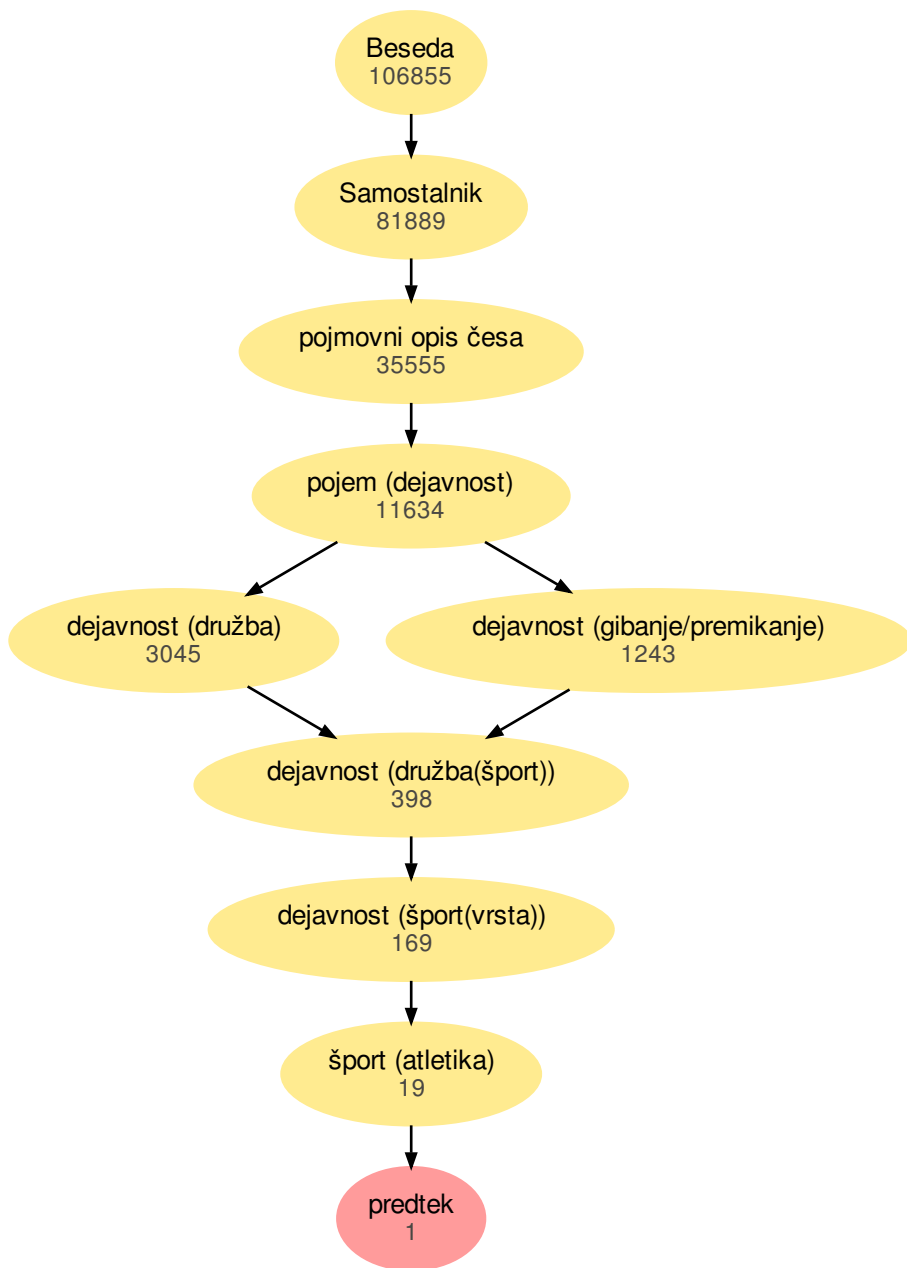 Beseda
106855
Samostalnik
81889
pojmovni opis česa
35555
pojem (dejavnost)
11634
dejavnost (družba)
3045
dejavnost (gibanje/premikanje)
1243
dejavnost (družba(šport))
398
dejavnost (šport(vrsta))
169
šport (atletika)
19
predtek
1